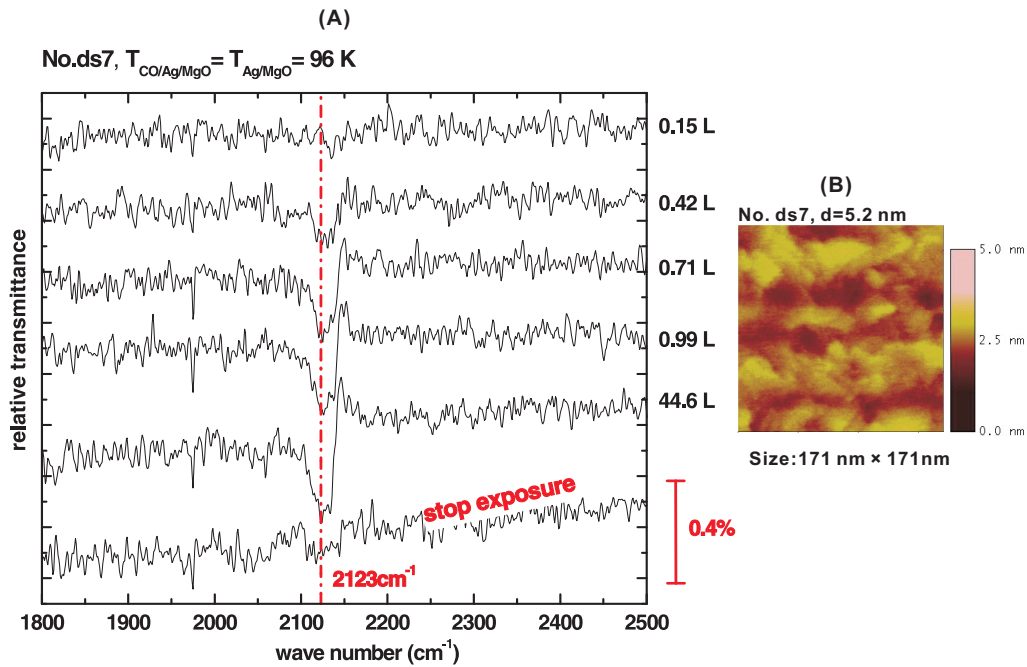 (A)
No.ds7, T_CO/Ag/MgO = T_Ag/MgO = 96 K
0.15 L
0.42 L
0.71 L
0.99 L
44.6 L
stop exposure
0.4%
2123cm⁻¹
1800 1900 2000 2100 2200 2300 2400 2500
wave number (cm⁻¹)
relative transmittance
(B)
No. ds7, d=5.2 nm
5.0 nm
2.5 nm
0.0 nm
Size:171 nm × 171nm